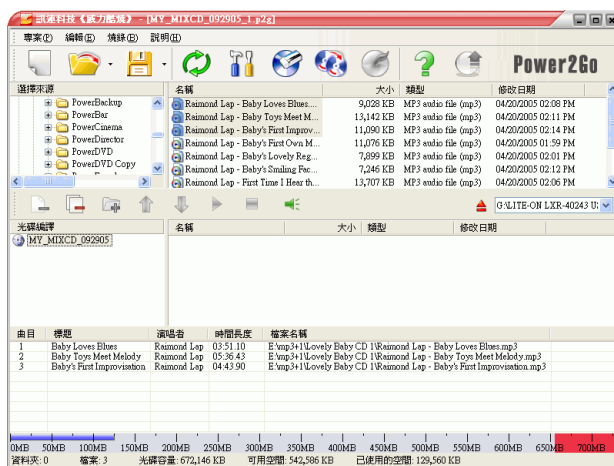 訊連科技《威力酷燒》 - [MY_MIXCD_092905_1.p2g]
專案(P) 編輯(E) 燒錄(B) 說明(H)
Power2Go
選擇來源 名稱 大小 類型 修改日期
PowerBackup
PowerBar
PowerCinema
PowerDirector
PowerDVD
PowerDVD Copy
Raimond Lap - Baby Loves Blues.... 9,028 KB MP3 audio file (mp3) 04/20/2005 02:08 PM
Raimond Lap - Baby Toys Meet M... 13,142 KB MP3 audio file (mp3) 04/20/2005 02:11 PM
Raimond Lap - Baby's First Improv... 11,090 KB MP3 audio file (mp3) 04/20/2005 02:14 PM
Raimond Lap - Baby's First Own M... 11,076 KB MP3 audio file (mp3) 04/20/2005 01:59 PM
Raimond Lap - Baby's Lovely Reg... 7,899 KB MP3 audio file (mp3) 04/20/2005 02:01 PM
Raimond Lap - Baby's Smiling Fac... 7,246 KB MP3 audio file (mp3) 04/20/2005 02:12 PM
Raimond Lap - First Time I Hear th... 13,707 KB MP3 audio file (mp3) 04/20/2005 02:06 PM
G:\LITE-ON LXR-40243 U:
光碟編譯 名稱 大小 類型 修改日期
MY_MIXCD_092905
曲目 標題 演唱者 時間長度 檔案名稱
1 Baby Loves Blues Raimond Lap 03:51.10 E:\mp3+1\Lovely Baby CD 1\Raimond Lap - Baby Loves Blues.mp3
2 Baby Toys Meet Melody Raimond Lap 05:36.43 E:\mp3+1\Lovely Baby CD 1\Raimond Lap - Baby Toys Meet Melody.mp3
3 Baby's First Improvisation Raimond Lap 04:43.90 E:\mp3+1\Lovely Baby CD 1\Raimond Lap - Baby's First Improvisation.mp3
0MB 50MB 100MB 150MB 200MB 250MB 300MB 350MB 400MB 450MB 500MB 550MB 600MB 650MB 700MB
資料夾: 0 檔案: 3 光碟容量: 672,146 KB 可用空間: 542,586 KB 已使用的空間: 129,560 KB